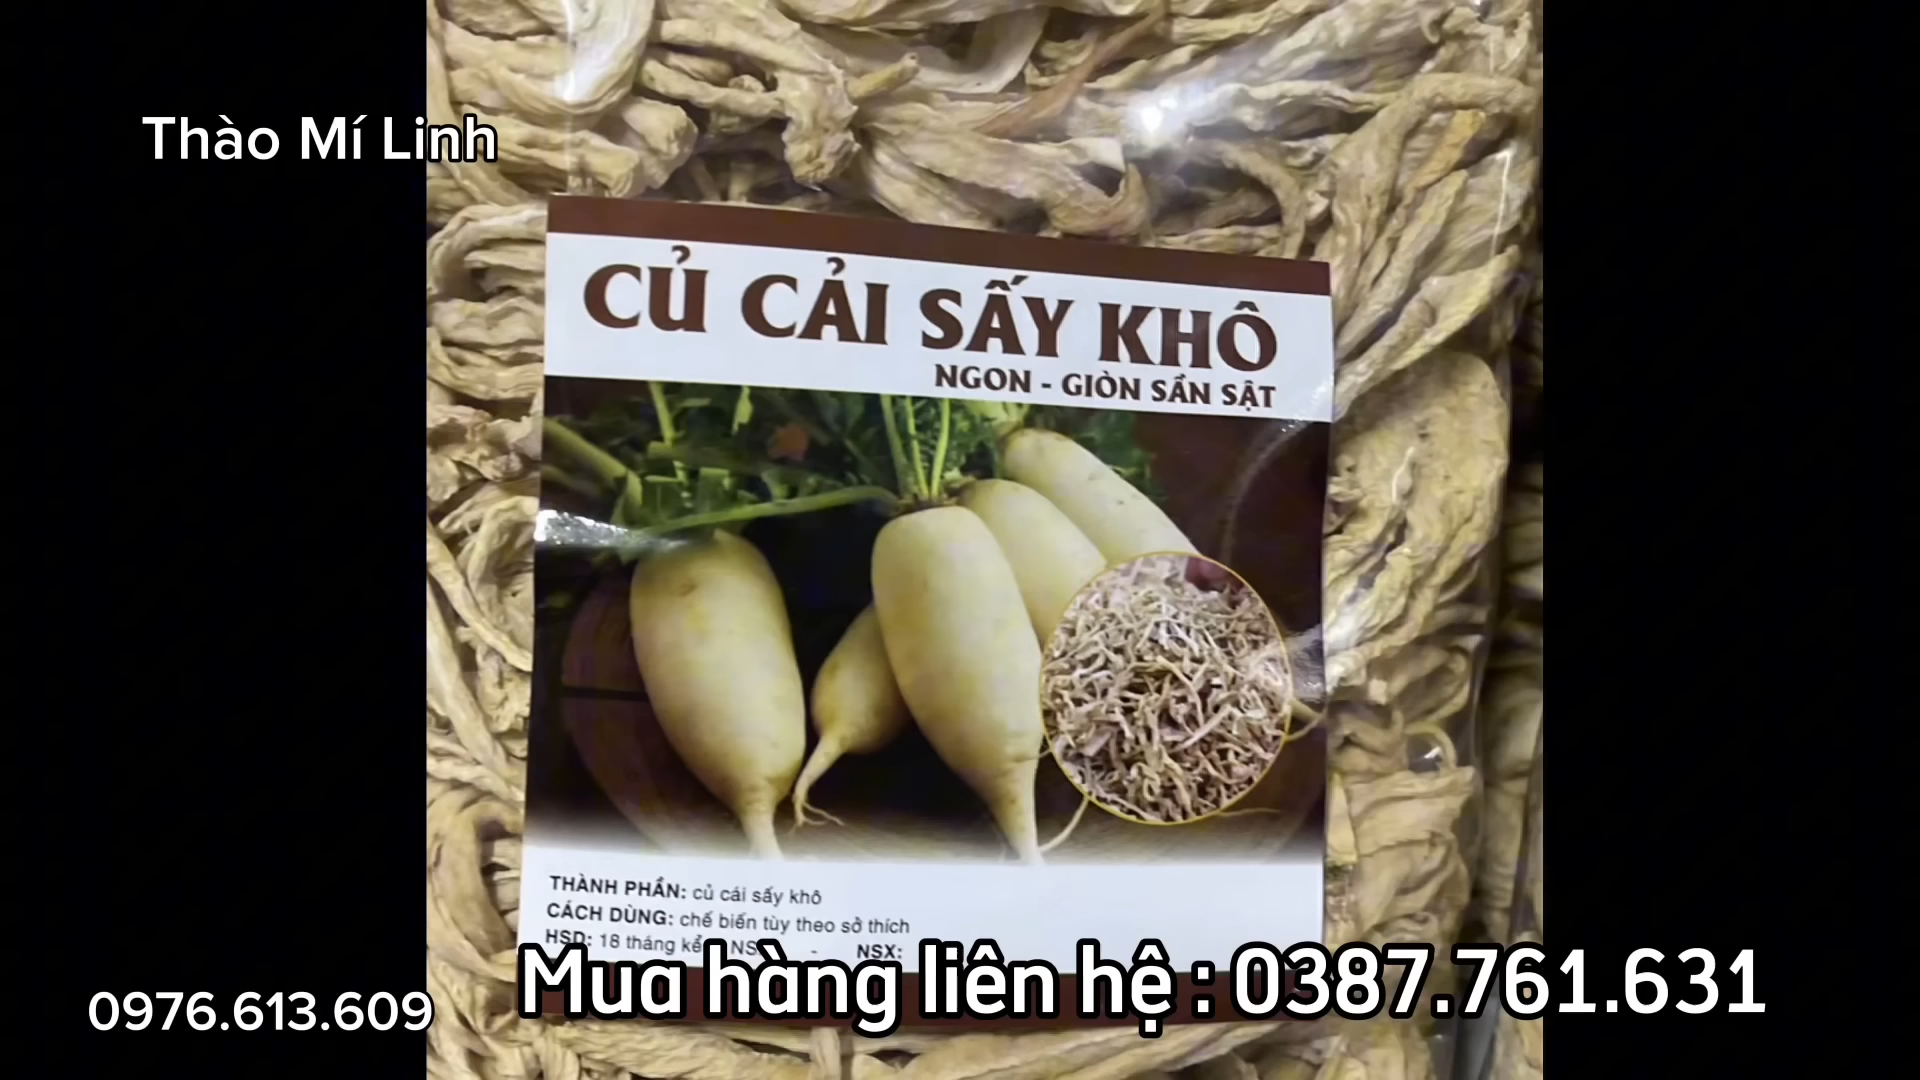 Thào Mí Linh
CỦ CẢI SẤY KHÔ
NGON - GIÒN SẦN SẬT
THÀNH PHẦN: củ cải sấy khô
CÁCH DÙNG: chế biến tùy theo sở thích
HSD: 18 tháng kể NS - NSX:
Mua hàng liên hệ : 0387.761.631
0976.613.609